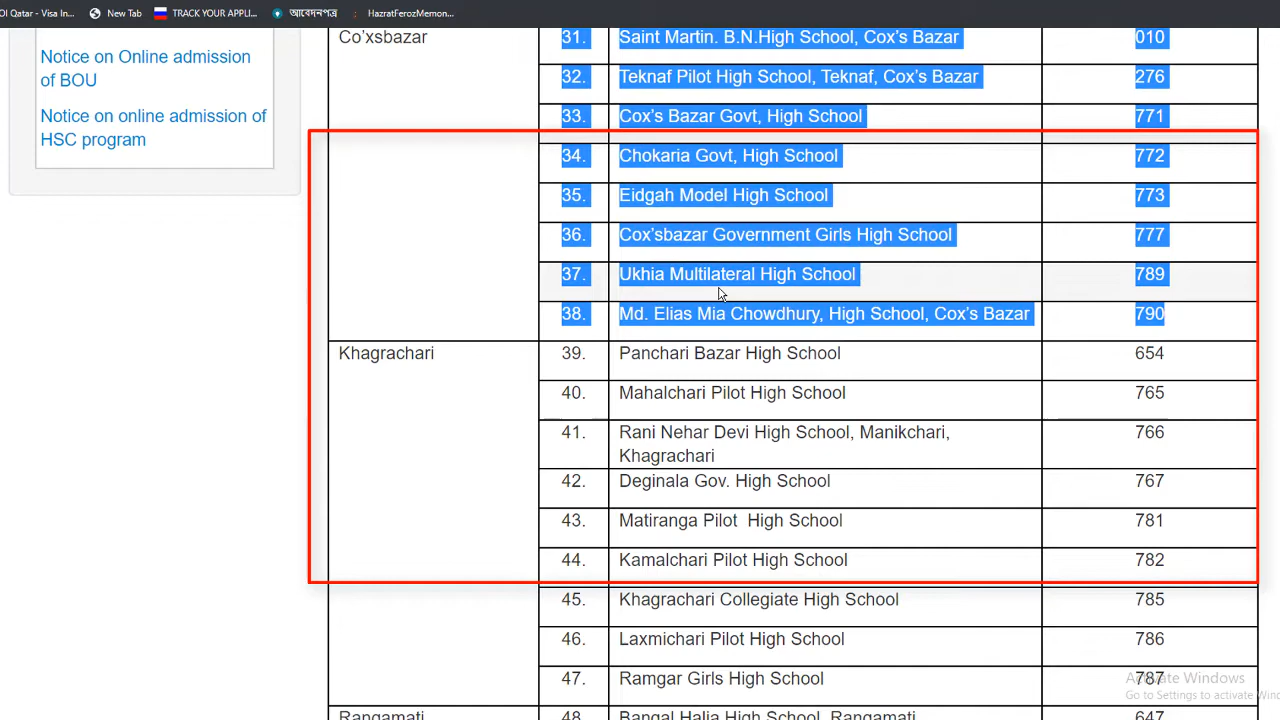 OI Qatar - Visa In... New Tab TRACK YOUR APPLI... আবেদনপত্র HazratFerozMemon...
Notice on Online admission
of BOU
Notice on online admission of
HSC program
Co’xsbazar 31. Saint Martin. B.N.High School, Cox’s Bazar 010
32. Teknaf Pilot High School, Teknaf, Cox’s Bazar 276
33. Cox’s Bazar Govt, High School 771
34. Chokaria Govt, High School 772
35. Eidgah Model High School 773
36. Cox’sbazar Government Girls High School 777
37. Ukhia Multilateral High School 789
38. Md. Elias Mia Chowdhury, High School, Cox’s Bazar 790
Khagrachari 39. Panchari Bazar High School 654
40. Mahalchari Pilot High School 765
41. Rani Nehar Devi High School, Manikchari, 766
Khagrachari
42. Deginala Gov. High School 767
43. Matiranga Pilot High School 781
44. Kamalchari Pilot High School 782
45. Khagrachari Collegiate High School 785
46. Laxmichari Pilot High School 786
47. Ramgar Girls High School 787
Activate Windows
Go to Settings to activate Win
Rangamati 48. Bangal Halia High School, Rangamati 647